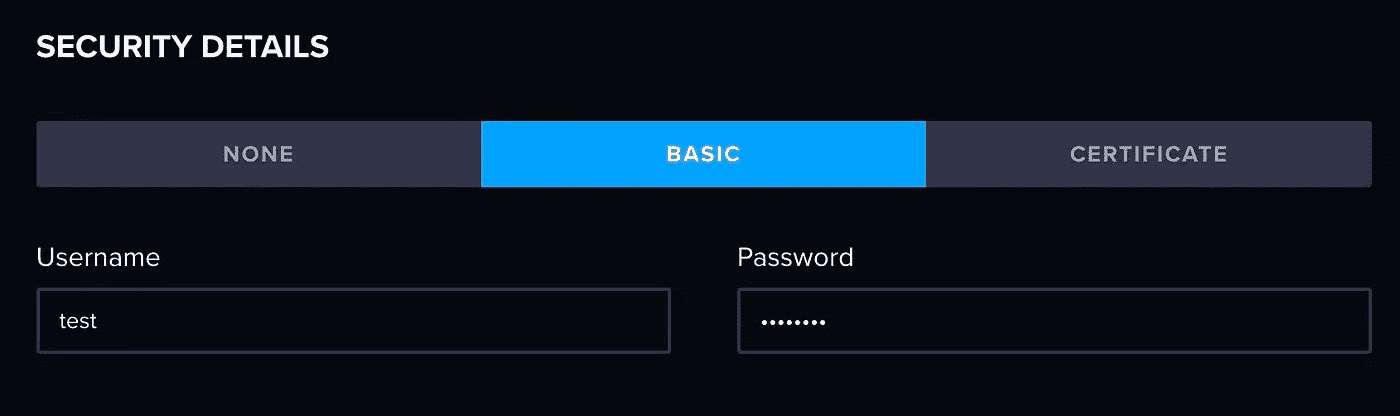 SECURITY DETAILS
NONE BASIC CERTIFICATE
Username Password
test ••••••••